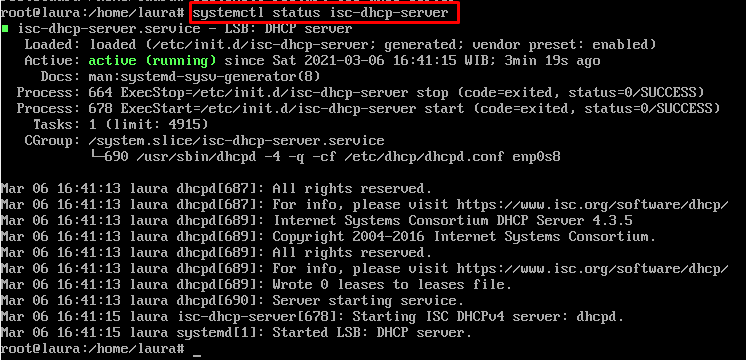 root@laura:/home/laura# systemctl status isc-dhcp-server
■ isc-dhcp-server.service - LSB: DHCP server
   Loaded: loaded (/etc/init.d/isc-dhcp-server; generated; vendor preset: enabled)
   Active: active (running) since Sat 2021-03-06 16:41:15 WIB; 3min 19s ago
     Docs: man:systemd-sysv-generator(8)
  Process: 664 ExecStop=/etc/init.d/isc-dhcp-server stop (code=exited, status=0/SUCCESS)
  Process: 678 ExecStart=/etc/init.d/isc-dhcp-server start (code=exited, status=0/SUCCESS)
    Tasks: 1 (limit: 4915)
   CGroup: /system.slice/isc-dhcp-server.service
           └─690 /usr/sbin/dhcpd -4 -q -cf /etc/dhcp/dhcpd.conf enp0s8
Mar 06 16:41:13 laura dhcpd[687]: All rights reserved.
Mar 06 16:41:13 laura dhcpd[687]: For info, please visit https://www.isc.org/software/dhcp/
Mar 06 16:41:13 laura dhcpd[689]: Internet Systems Consortium DHCP Server 4.3.5
Mar 06 16:41:13 laura dhcpd[689]: Copyright 2004-2016 Internet Systems Consortium.
Mar 06 16:41:13 laura dhcpd[689]: All rights reserved.
Mar 06 16:41:13 laura dhcpd[689]: For info, please visit https://www.isc.org/software/dhcp/
Mar 06 16:41:13 laura dhcpd[689]: Wrote 0 leases to leases file.
Mar 06 16:41:13 laura dhcpd[690]: Server starting service.
Mar 06 16:41:15 laura isc-dhcp-server[678]: Starting ISC DHCPv4 server: dhcpd.
Mar 06 16:41:15 laura systemd[1]: Started LSB: DHCP server.
root@laura:/home/laura# _